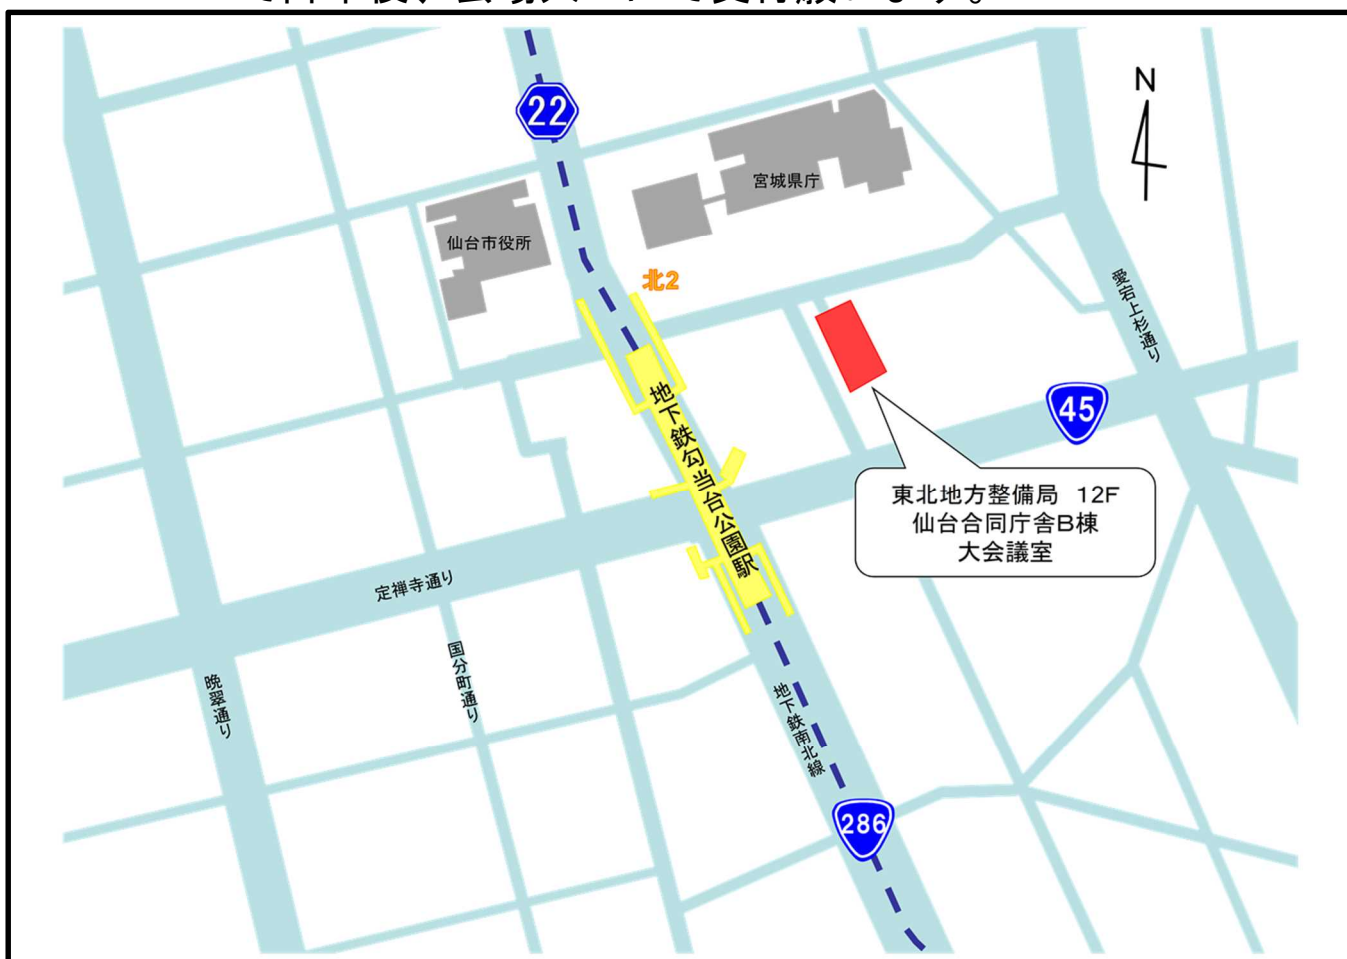 22
N
宮城県庁
仙台市役所
北2
愛宕上杉通り
45
地下鉄勾当台公園駅
東北地方整備局　12F
仙台合同庁舎B棟
大会議室
定禅寺通り
国分町通り
晩翠通り
地下鉄南北線
286